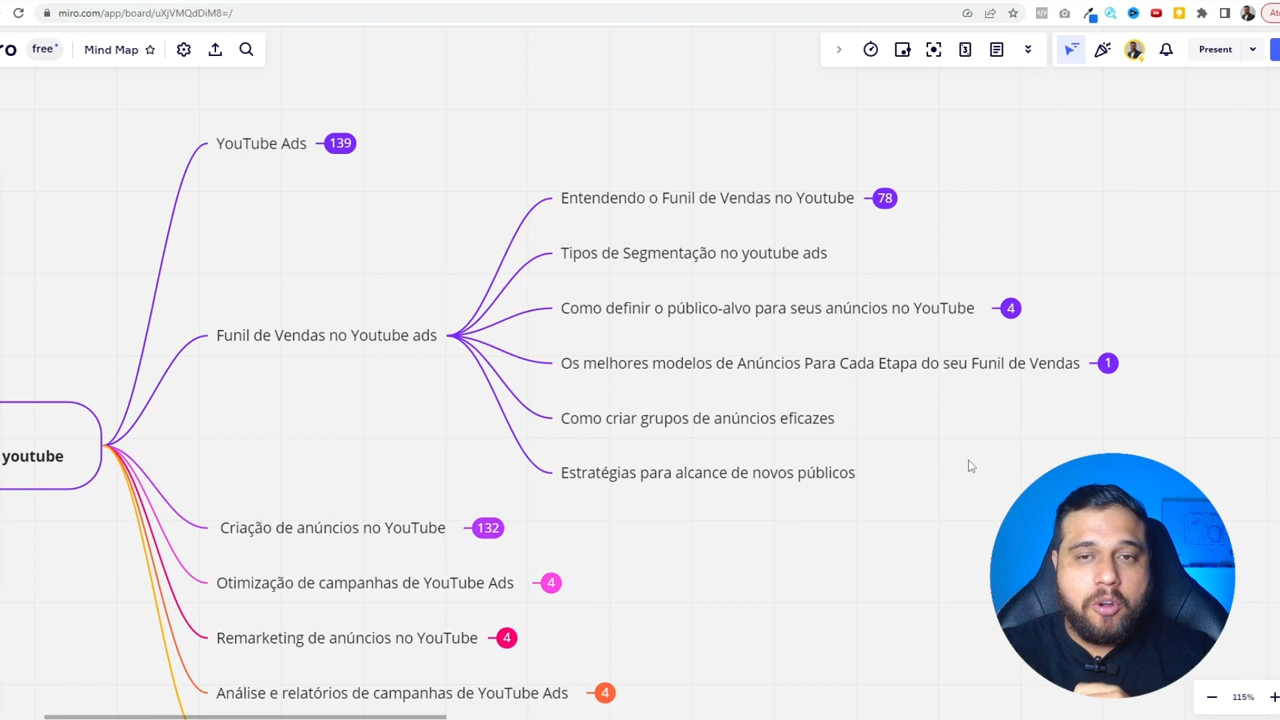 miro.com/app/board/uXjVMQdDiM8=/
ro free Mind Map Present
YouTube Ads 139
Entendendo o Funil de Vendas no Youtube 78
Tipos de Segmentação no youtube ads
Como definir o público-alvo para seus anúncios no YouTube 4
Funil de Vendas no Youtube ads
Os melhores modelos de Anúncios Para Cada Etapa do seu Funil de Vendas 1
Como criar grupos de anúncios eficazes
youtube
Estratégias para alcance de novos públicos
Criação de anúncios no YouTube 132
Otimização de campanhas de YouTube Ads 4
Remarketing de anúncios no YouTube 4
Análise e relatórios de campanhas de YouTube Ads 4
115%